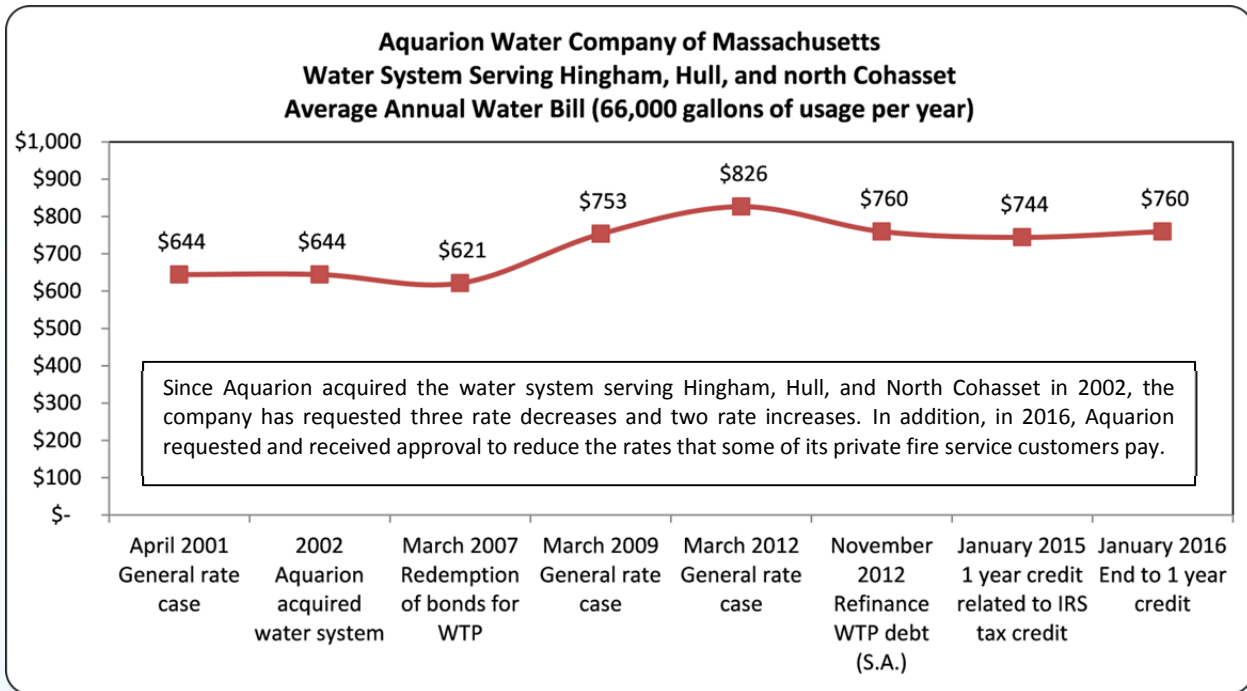 Aquarion Water Company of Massachusetts
Water System Serving Hingham, Hull, and north Cohasset
Average Annual Water Bill (66,000 gallons of usage per year)
$1,000
$900
$800
$700
$600
$500
$400
$300
$200
$100
$-
$644
$644
$621
$753
$826
$760
$744
$760
Since Aquarion acquired the water system serving Hingham, Hull, and North Cohasset in 2002, the
company has requested three rate decreases and two rate increases. In addition, in 2016, Aquarion
requested and received approval to reduce the rates that some of its private fire service customers pay.
April 2001
General rate
case
2002
Aquarion
acquired
water system
March 2007
Redemption
of bonds for
WTP
March 2009
General rate
case
March 2012
General rate
case
November
2012
Refinance
WTP debt
(S.A.)
January 2015
1 year credit
related to IRS
tax credit
January 2016
End to 1 year
credit